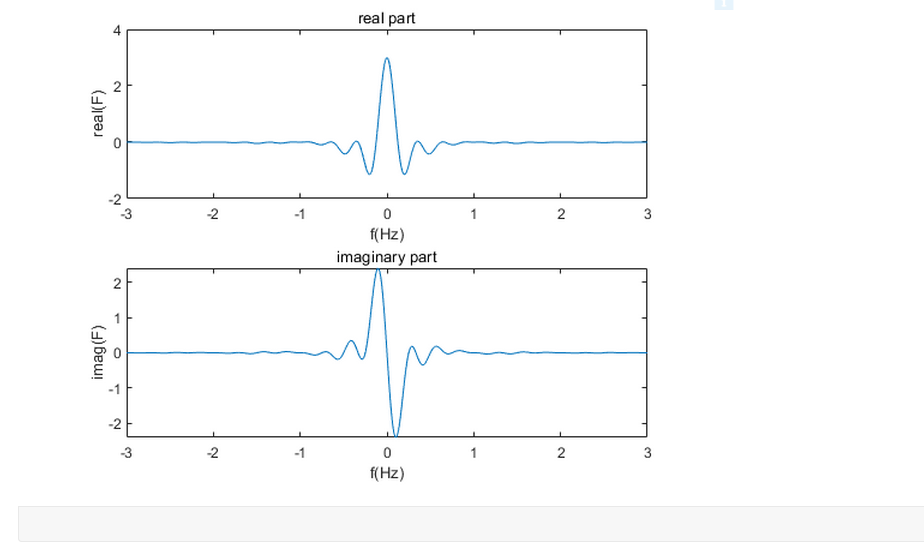 real part
4
2
0
-2
real(F)
-3 -2 -1 0 1 2 3
f(Hz)
imaginary part
2
1
0
-1
-2
imag(F)
-3 -2 -1 0 1 2 3
f(Hz)